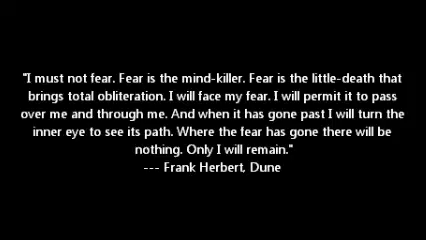 "I must not fear. Fear is the mind-killer. Fear is the little-death that
brings total obliteration. I will face my fear. I will permit it to pass
over me and through me. And when it has gone past I will turn the
inner eye to see its path. Where the fear has gone there will be
nothing. Only I will remain."
--- Frank Herbert, Dune